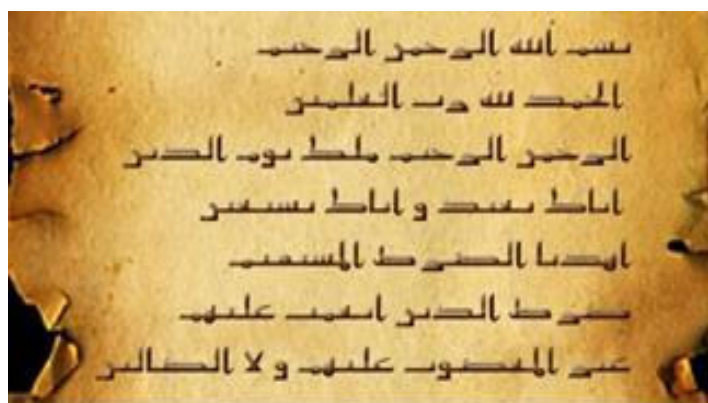 بسم الله الرحمن الرحيم
الحمد لله رب العلمين
الرحمن الرحيم ملك يوم الدين
اياك نعبد و اياك نستعين
اهدنا الصرط المستقيم
صرط الذين انعمت عليهم
غير المغضوب عليهم و لا الضالين